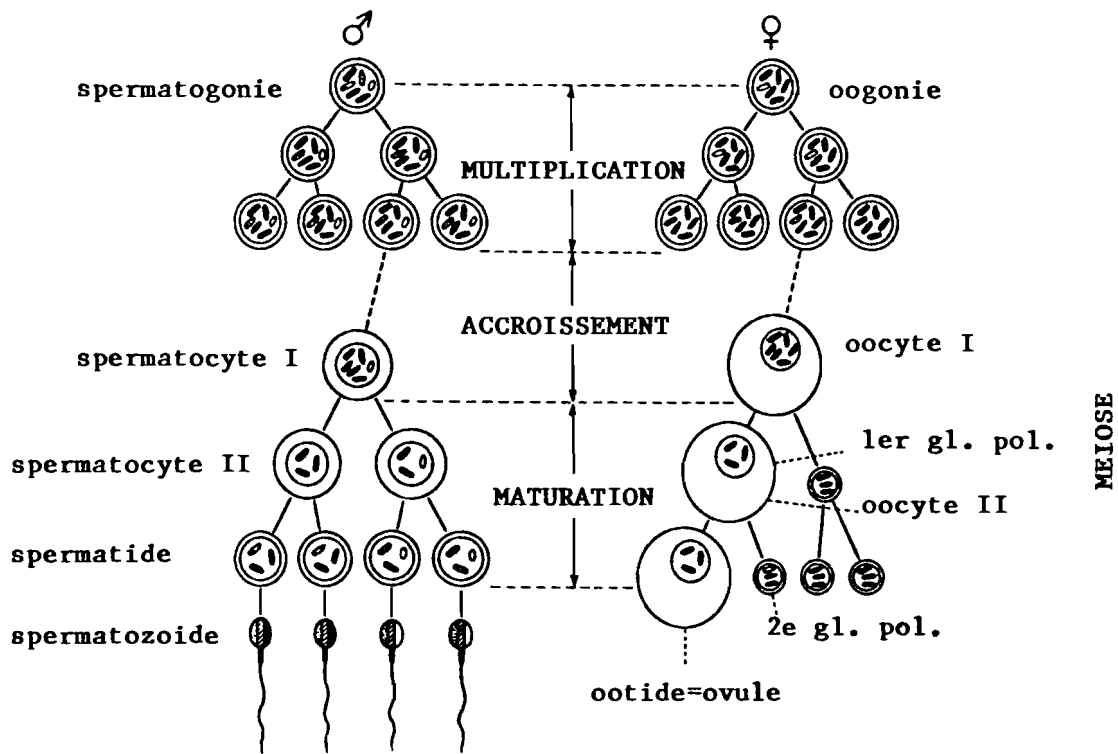 ♂ ♀
spermatogonie oogonie
MULTIPLICATION
ACCROISSEMENT
spermatocyte I oocyte I
1er gl. pol.
spermatocyte II
MATURATION oocyte II
spermatide
spermatozoide 2e gl. pol.
ootide=ovule
MEIOSE